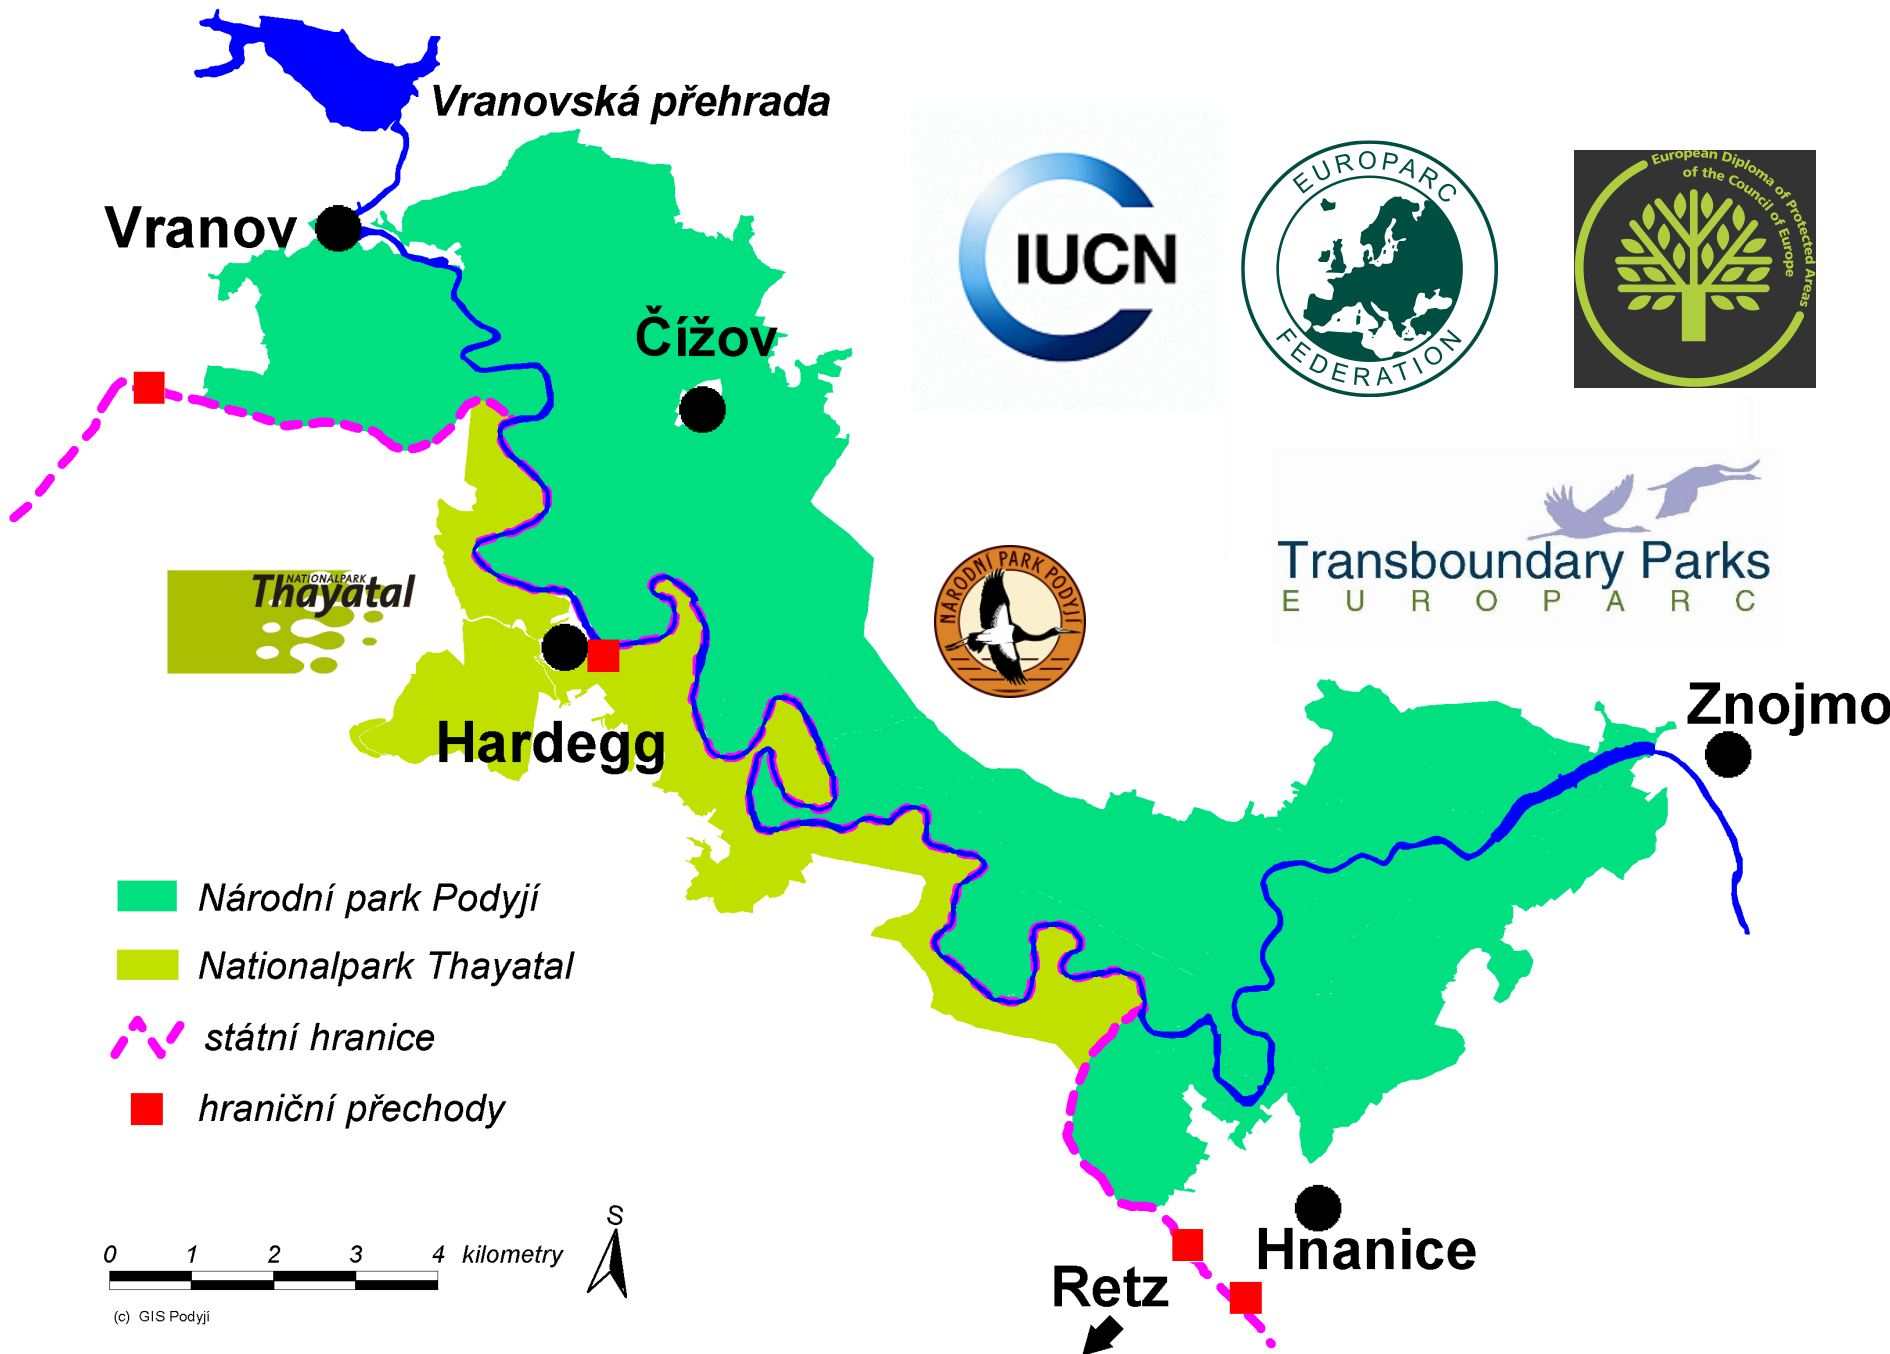 Vranovská přehrada
Vranov
Čížov
IUCN
EUROPARC
FEDERATION
European Diploma of Protected Areas
of the Council of Europe
Transboundary Parks
EUROPARC
NATIONALPARK
Thayatal
NÁRODNÍ PARK PODYJÍ
Hardegg
Znojmo
Národní park Podyjí
Nationalpark Thayatal
státní hranice
hraniční přechody
Hnanice
Retz
S
0 1 2 3 4 kilometry
(c) GIS Podyjí